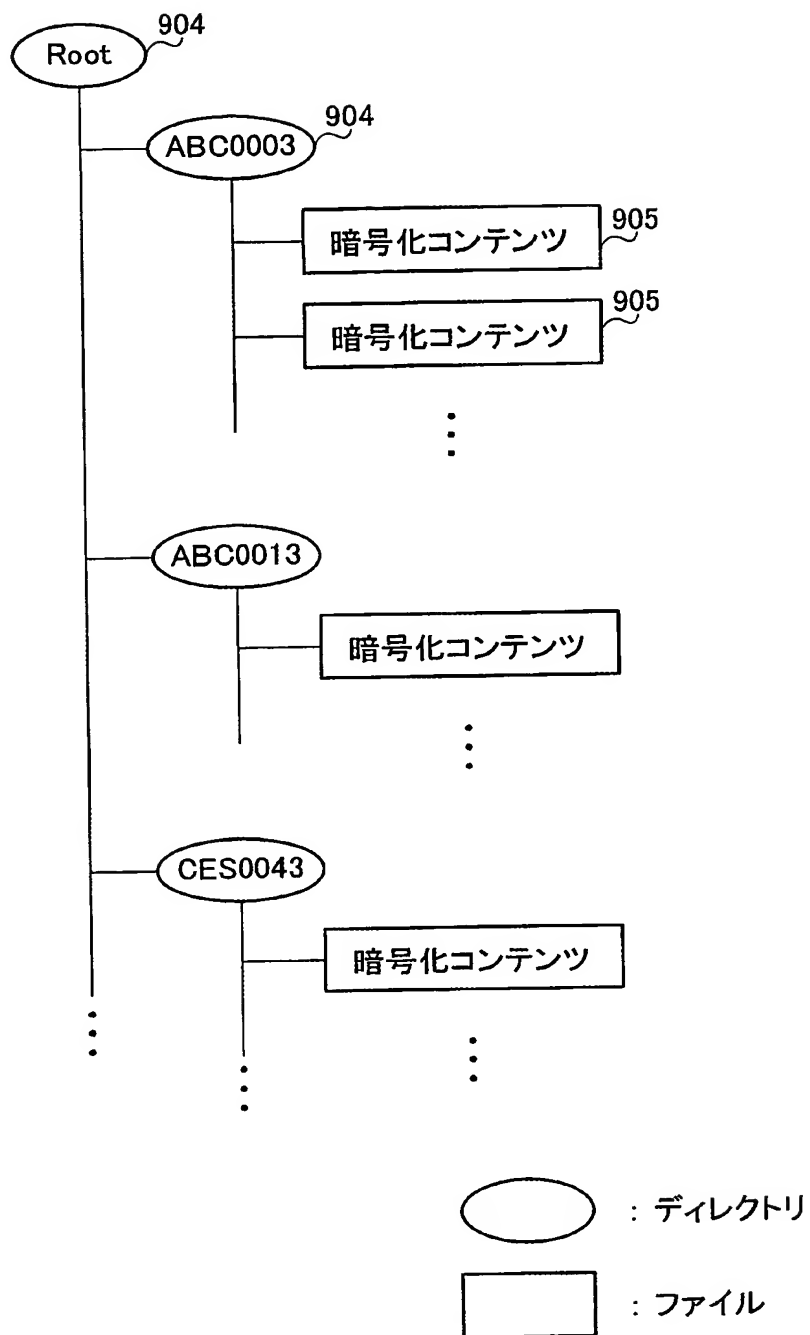 904
Root
904
ABC0003
905
暗号化コンテンツ
905
暗号化コンテンツ
ABC0013
暗号化コンテンツ
CES0043
暗号化コンテンツ
: ディレクトリ
: ファイル